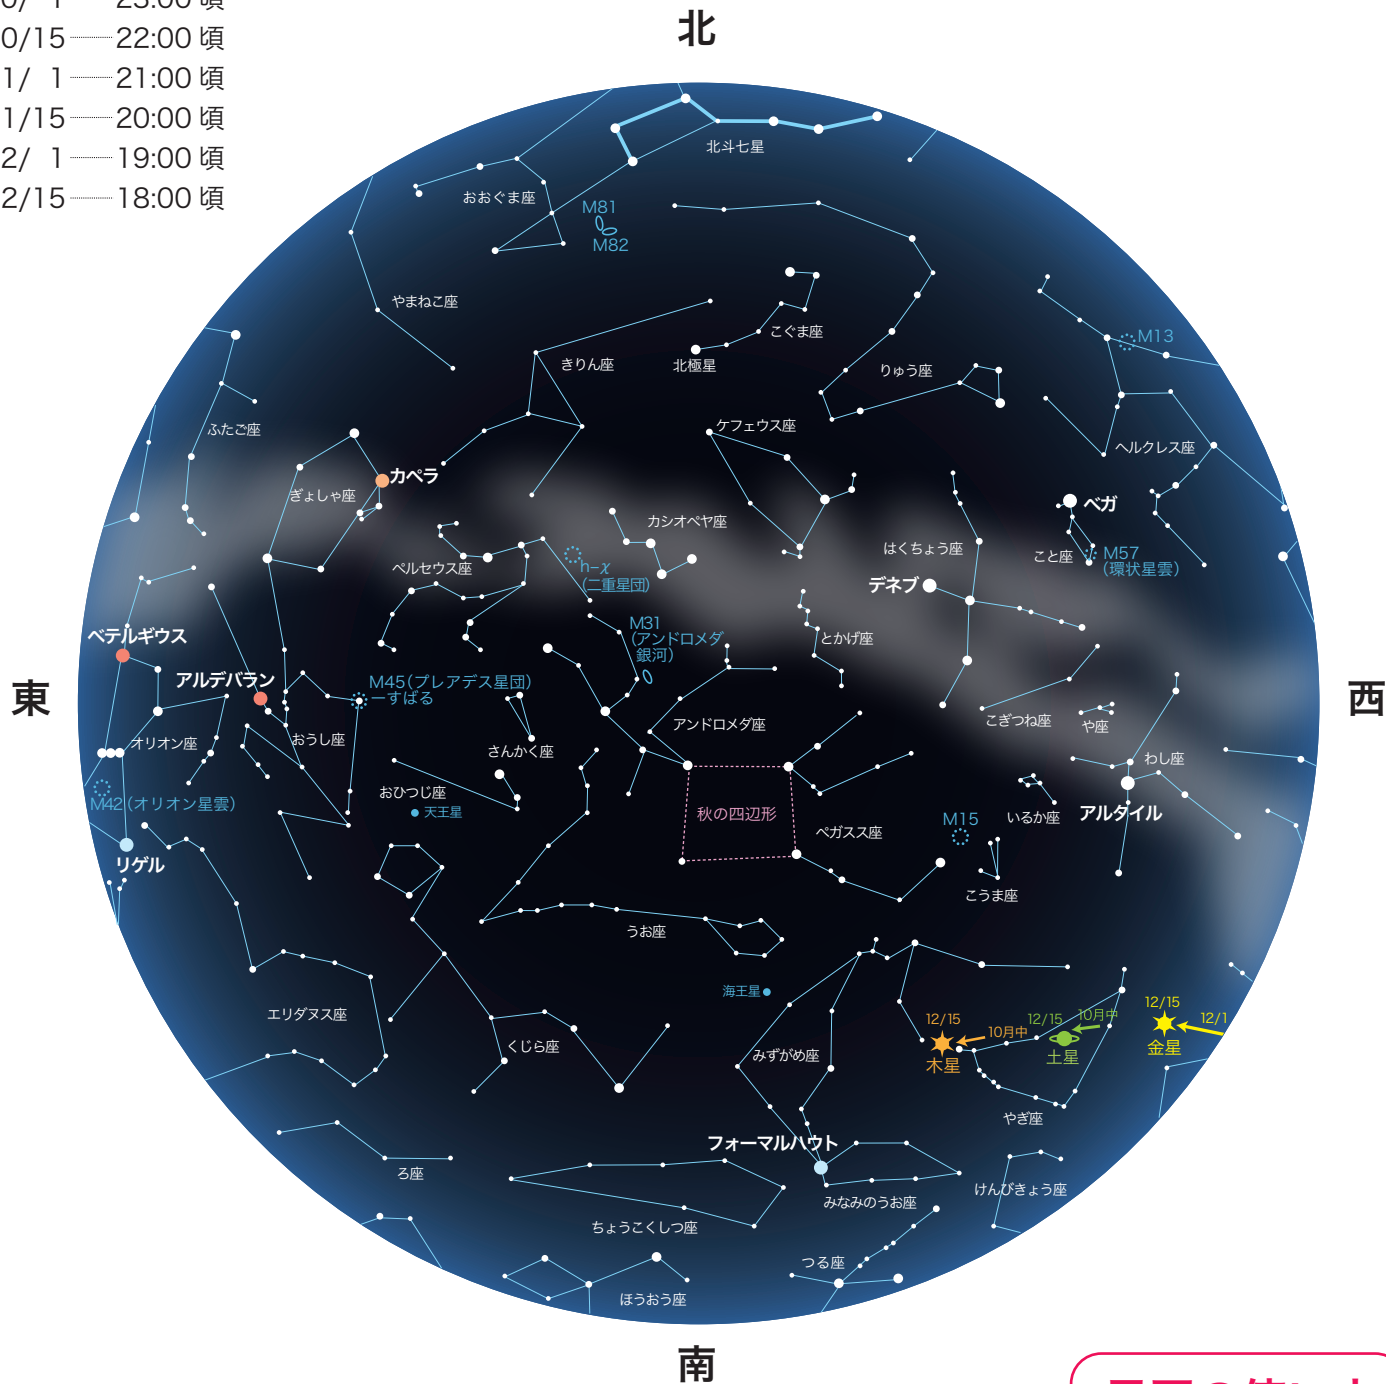 0/15 22:00 頃
1/ 1 21:00 頃
1/15 20:00 頃
2/ 1 19:00 頃
2/15 18:00 頃
北
北斗七星
おおぐま座
M81
M82
やまねこ座
こぐま座
北極星
きりん座
りゅう座
M13
ふたご座
ケフェウス座
ヘルクレス座
カペラ
ぎょしゃ座
ベガ
カシオペヤ座
はくちょう座
こと座
M57
(環状星雲)
ペルセウス座
h-χ
(二重星団)
デネブ
M31
(アンドロメダ
銀河)
とかげ座
ベテルギウス
アルデバラン
M45(プレアデス星団)
ーすばる
東
西
アンドロメダ座
こぎつね座
や座
オリオン座
おうし座
さんかく座
わし座
おひつじ座
M42(オリオン星雲)
天王星
秋の四辺形
ペガスス座
M15
いるか座
アルタイル
リゲル
こうま座
うお座
海王星
12/15
12/15
10月中
12/15
12/1
10月中
木星
土星
金星
エリダヌス座
くじら座
みずがめ座
やぎ座
フォーマルハウト
ろ座
みなみのうお座
けんびきょう座
ちょうこくしつ座
つる座
ほうおう座
南